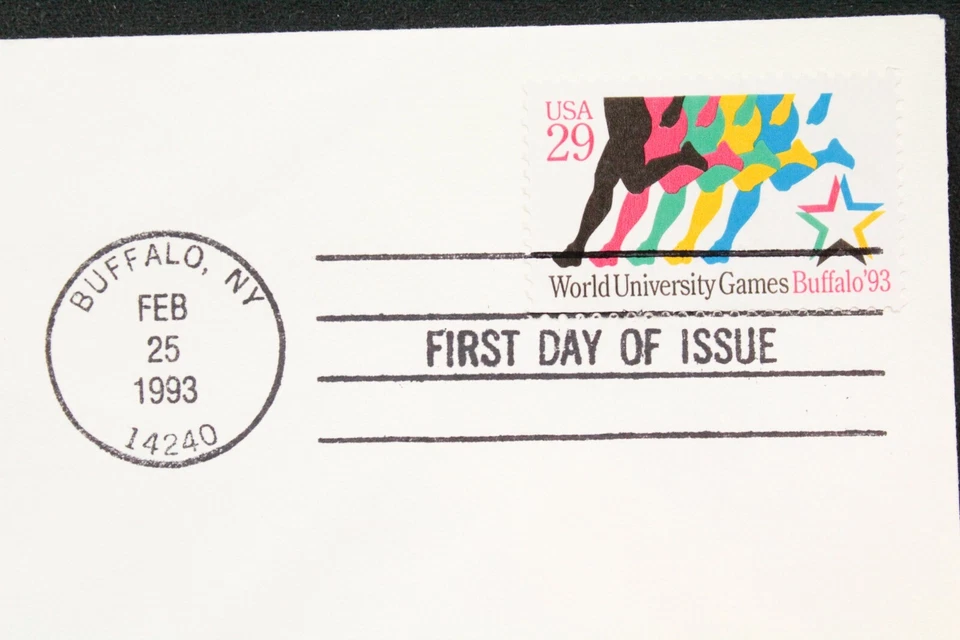 USA
29
World University Games Buffalo '93
BUFFALO, NY
FEB
25
1993
14240
FIRST DAY OF ISSUE